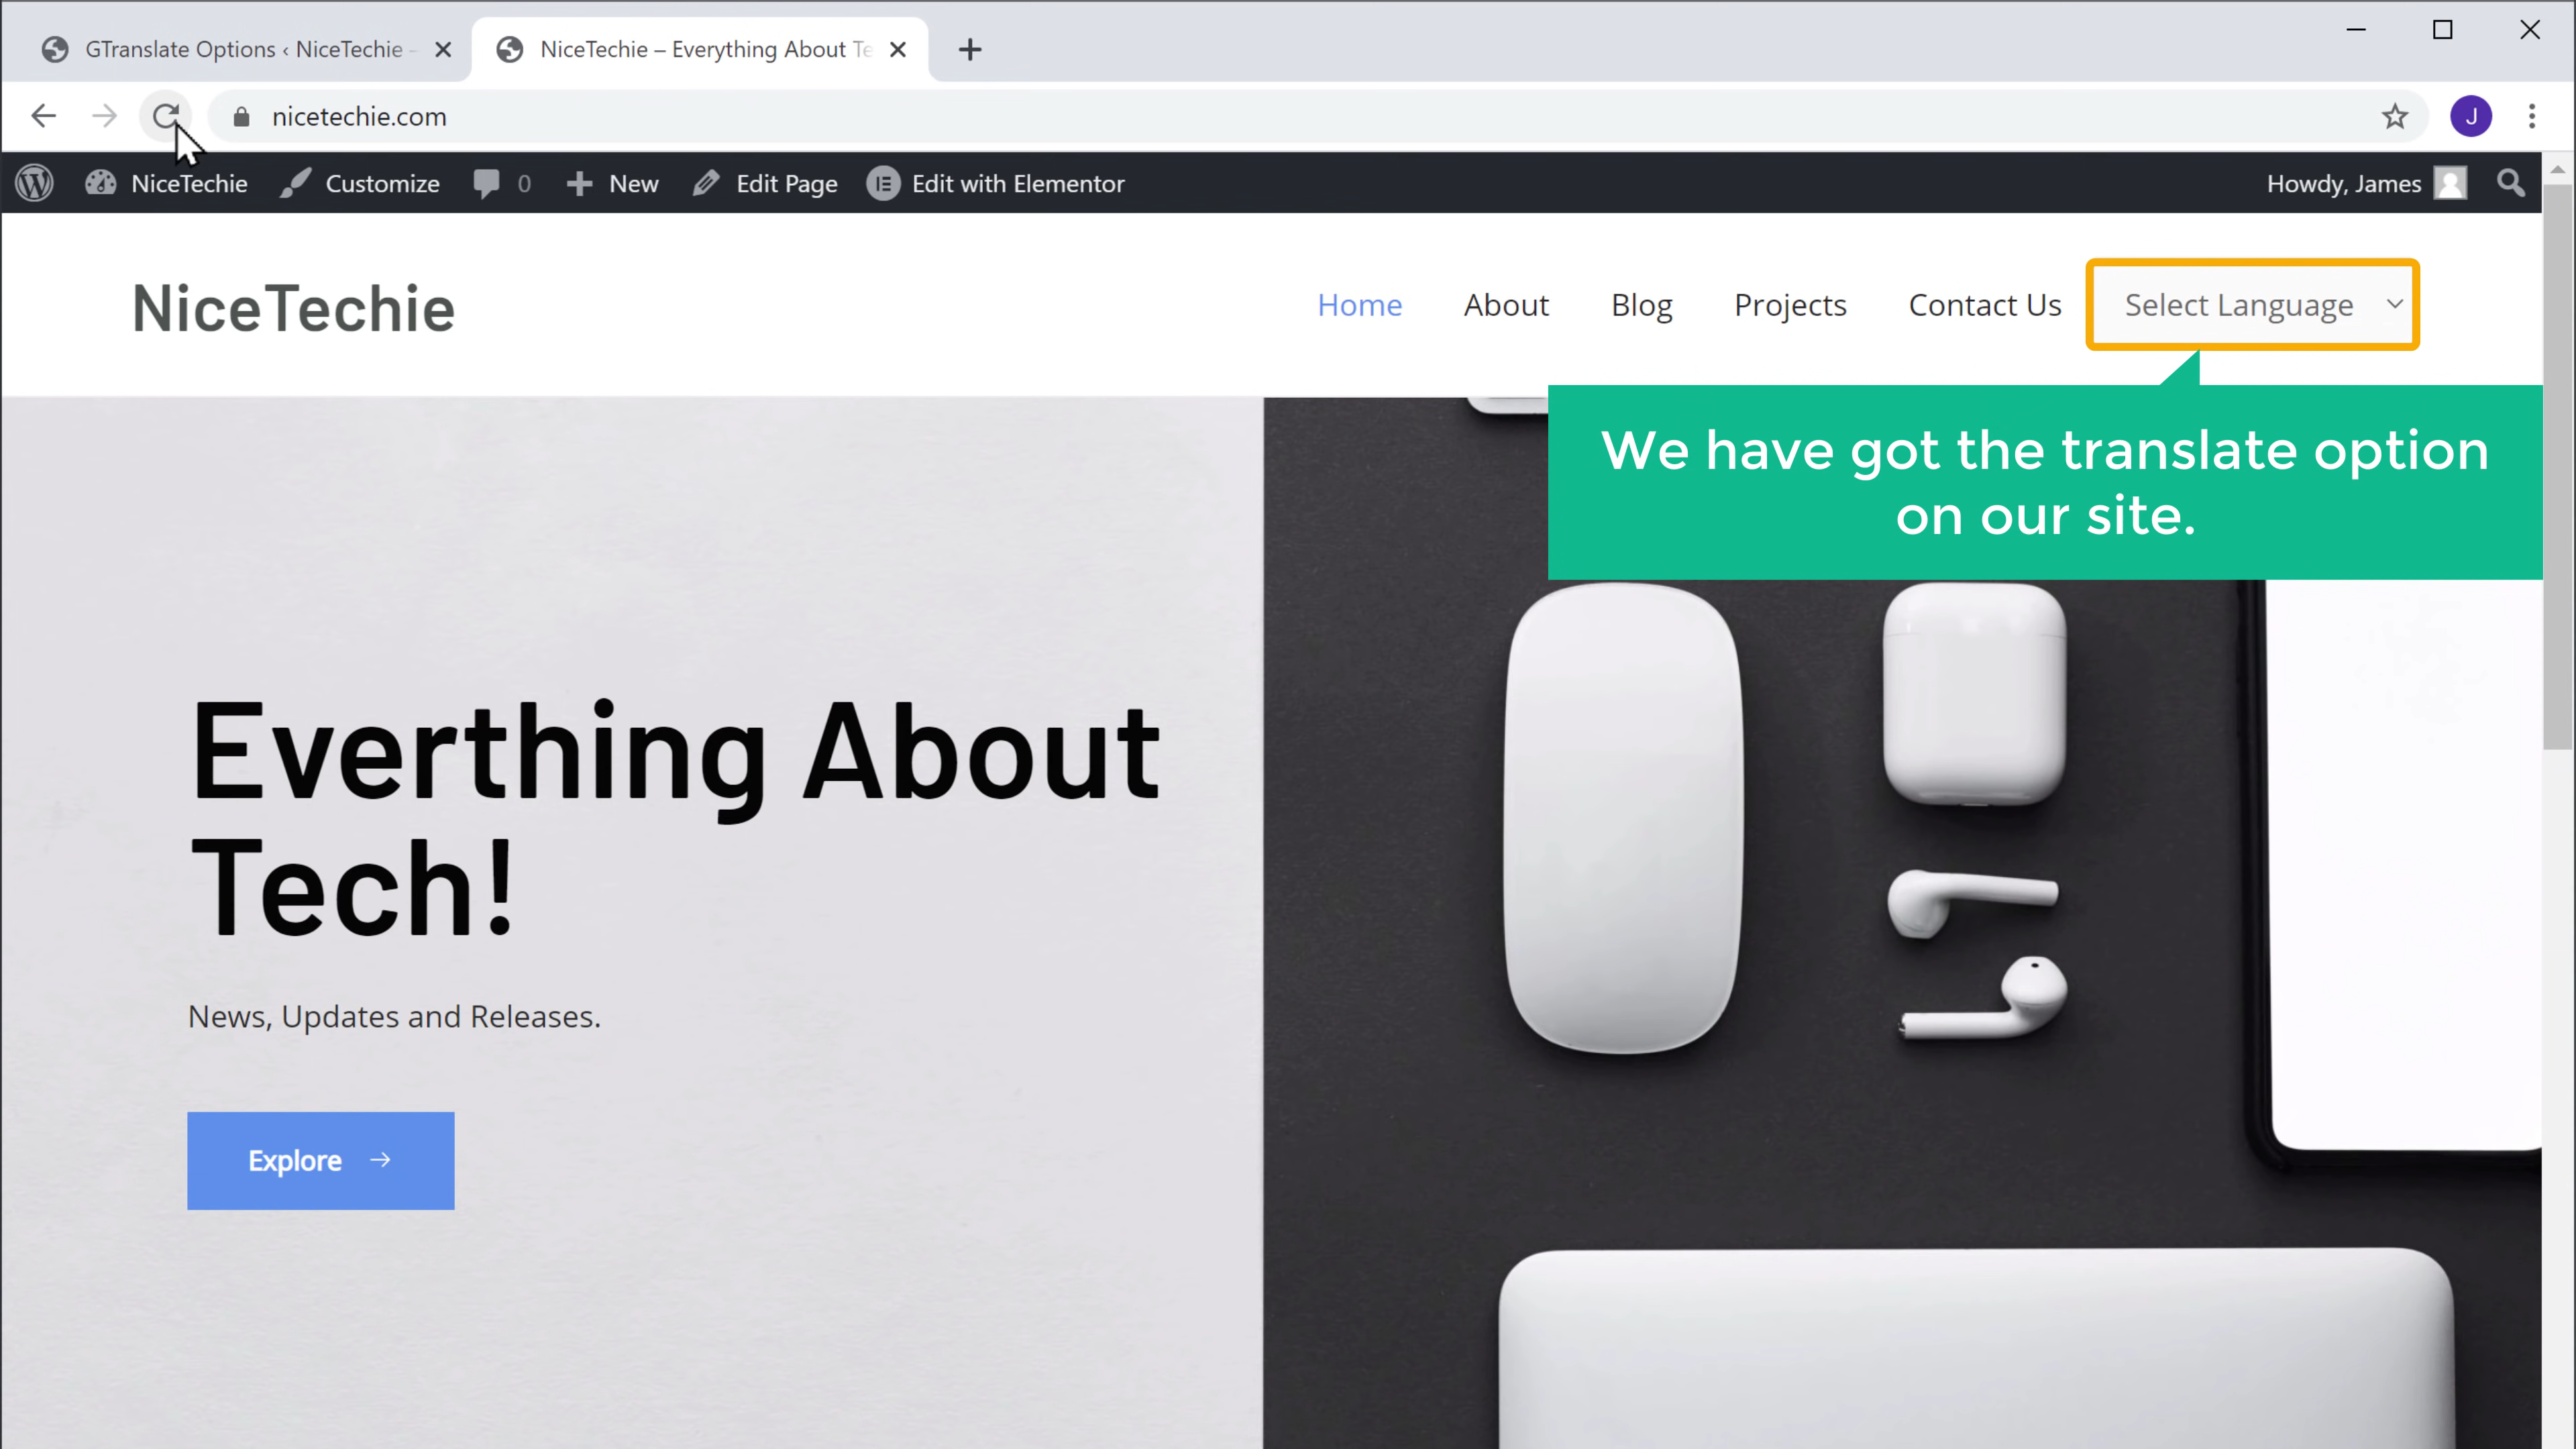 GTranslate Options ‹ NiceTechie –
NiceTechie – Everything About Te
nicetechie.com
J
NiceTechie
Customize
0
New
Edit Page
Edit with Elementor
Howdy, James
NiceTechie
Home
About
Blog
Projects
Contact Us
Select Language
We have got the translate option
on our site.
Everthing About
Tech!
News, Updates and Releases.
Explore →